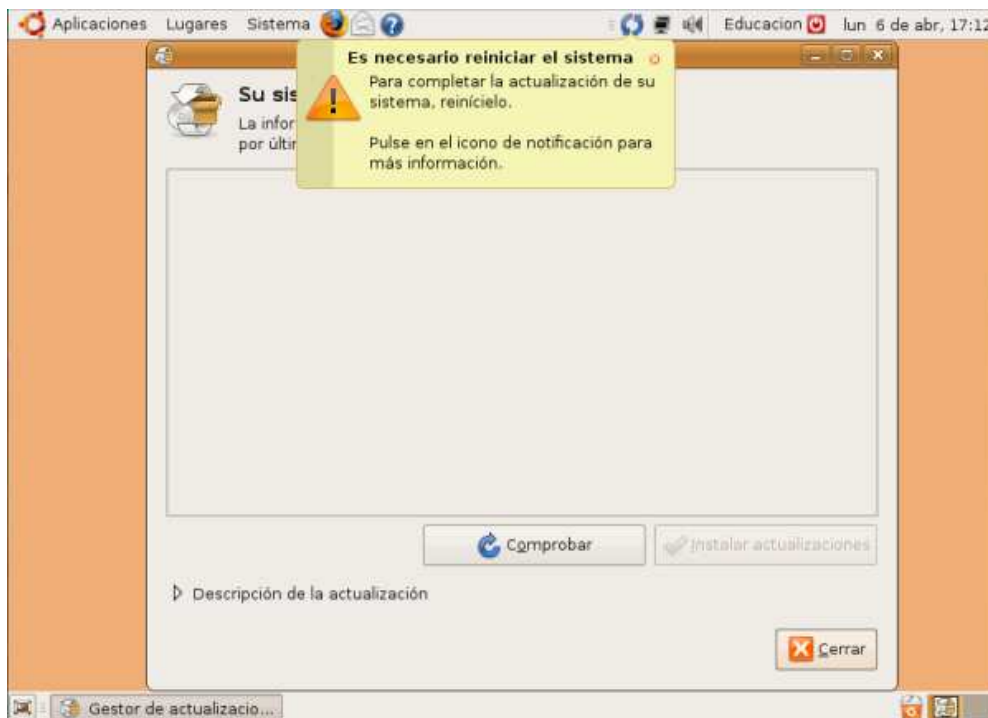 Aplicaciones Lugares Sistema Educacion lun 6 de abr, 17:12
Es necesario reiniciar el sistema
Para completar la actualización de su
sistema, reinícielo.
Pulse en el icono de notificación para
más información.
Su sis
La infor
por últir
Comprobar
Instalar actualizaciones
Descripción de la actualización
Cerrar
Gestor de actualizacio...